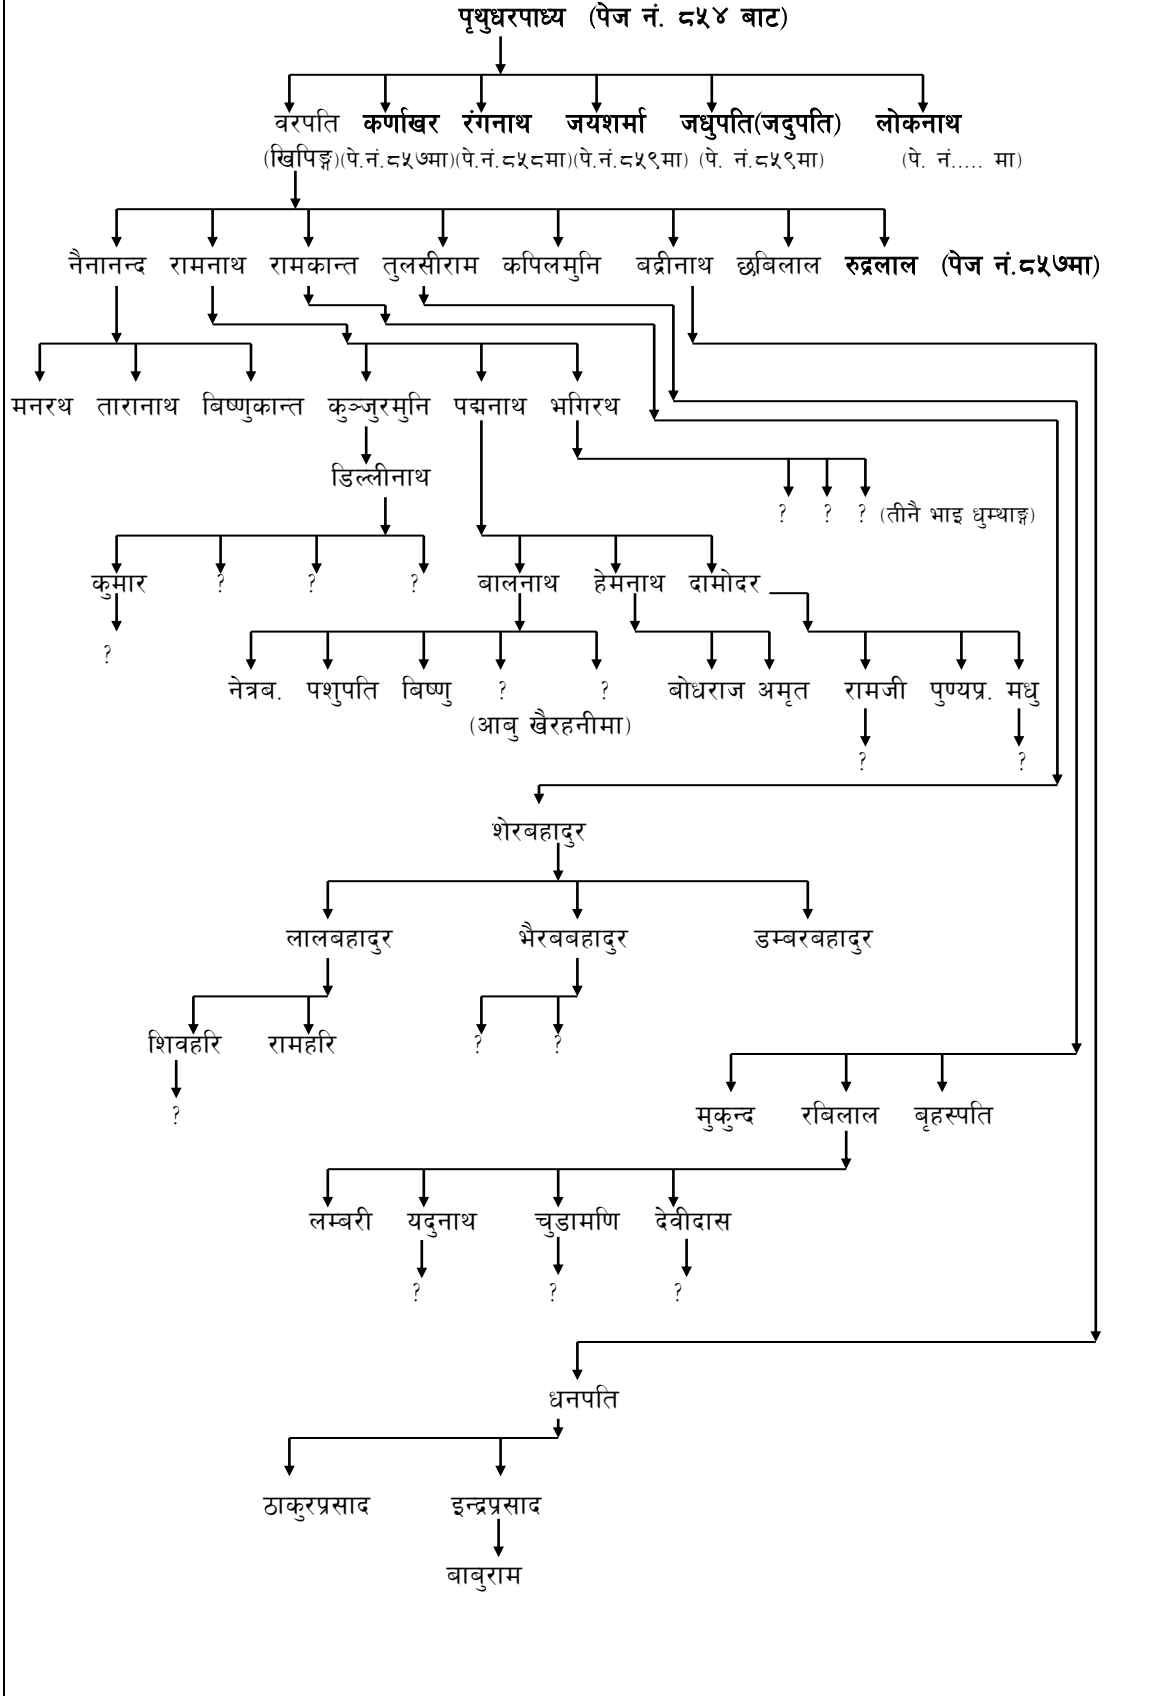 पृथुधरपाध्य (पेज नं. ८५४ बाट)
वरपति कर्णाखर रंगनाथ जयशर्मा जधुपति(जदुपति) लोकनाथ
(खिपिङ्ग)(पे.नं.८५७मा)(पे.नं.८५८मा)(पे.नं.८५९मा) (पे. नं.८५९मा) (पे. नं..... मा)
नैनानन्द रामनाथ रामकान्त तुलसीराम कपिलमुनि बद्रीनाथ छबिलाल रुद्रलाल (पेज नं.८५७मा)
मनरथ तारानाथ बिष्णुकान्त कुञ्जुरमुनि पद्मनाथ भगिरथ
डिल्लीनाथ
? ? ? (तीनै भाइ धुम्थाङ्ग)
कुमार ? ? ? बालनाथ हेमनाथ दामोदर
?
नेत्रब. पशुपति बिष्णु ? ? बोधराज अमृत रामजी पुण्यप्र. मधु
(आबु खैरहनीमा)
? ?
शेरबहादुर
लालबहादुर भैरबबहादुर डम्बरबहादुर
शिवहरि रामहरि ? ?
? मुकुन्द रबिलाल बृहस्पति
लम्बरी यदुनाथ चुडामणि देवीदास
? ? ?
धनपति
ठाकुरप्रसाद इन्द्रप्रसाद
बाबुराम